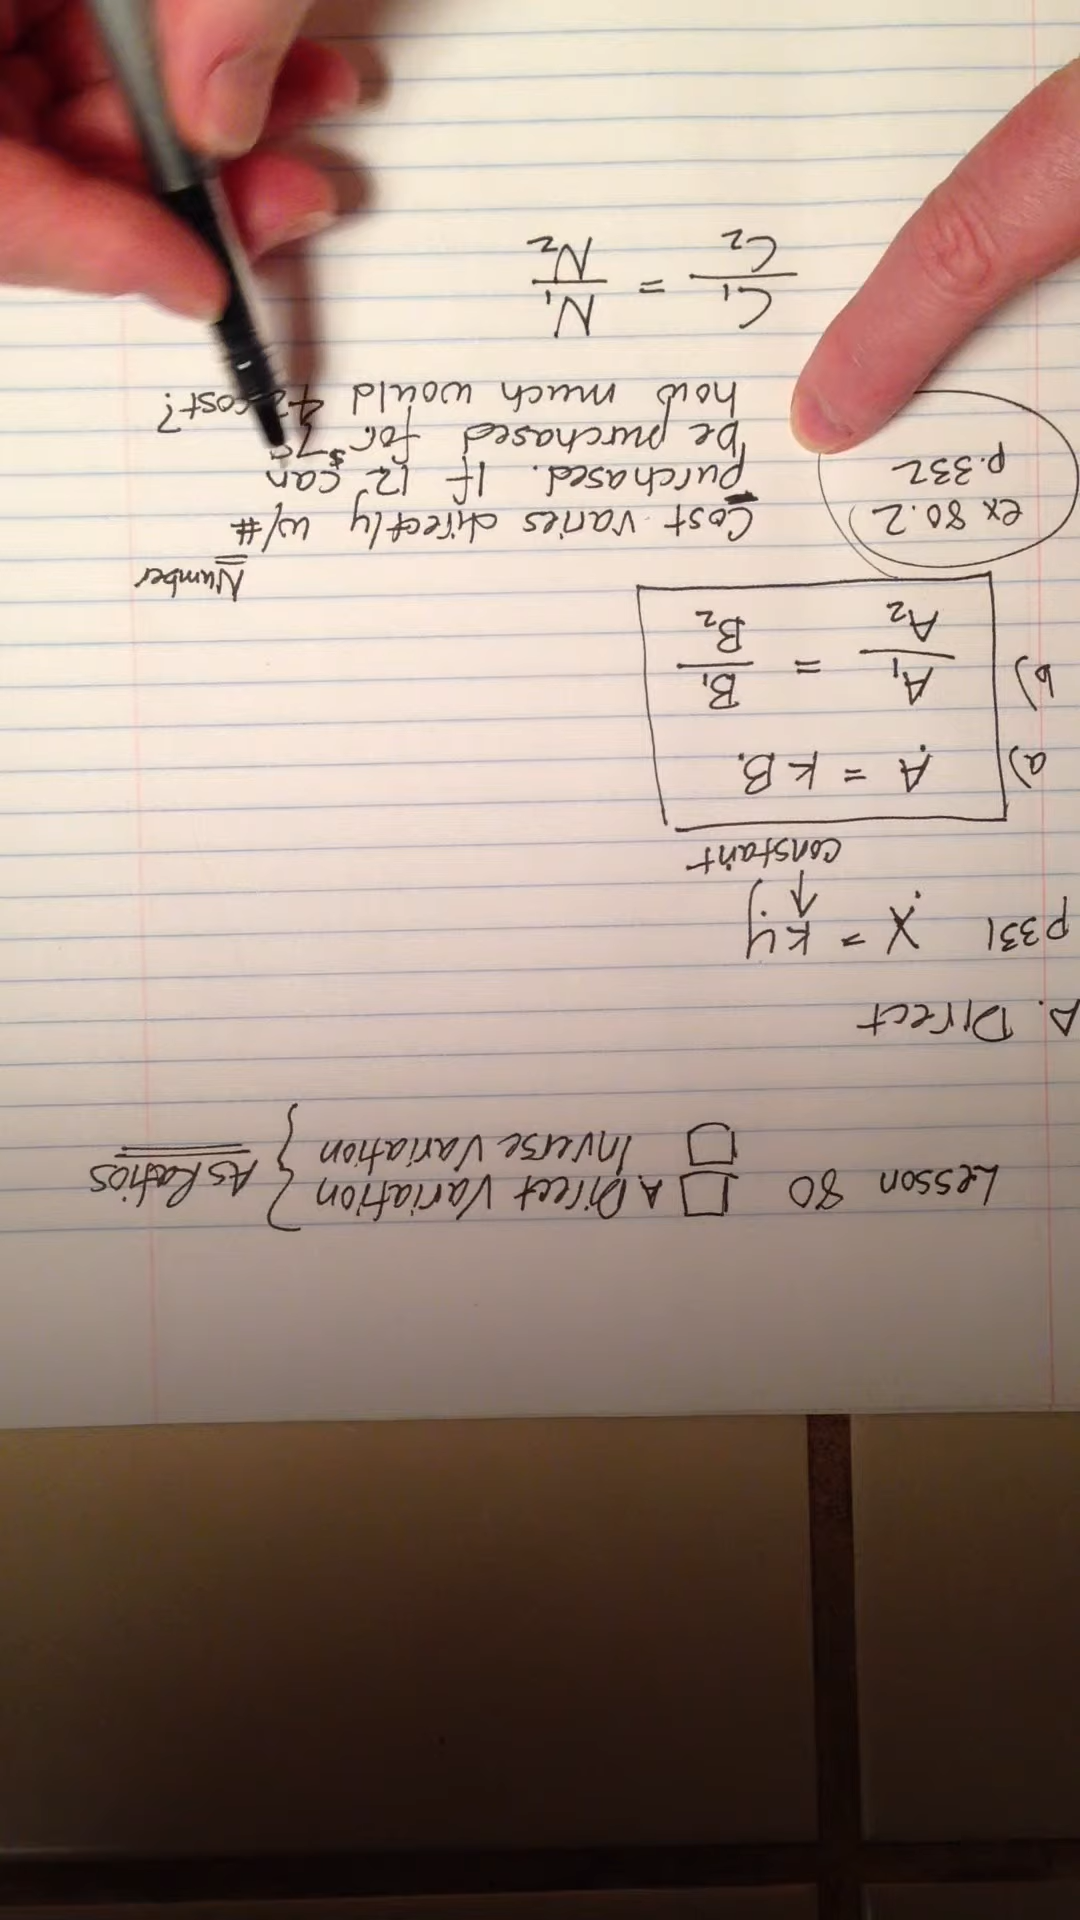 Lesson 80 A. Direct Variation } As Ratios
Inverse Variation
A. Direct
p331 X = ky
↑
constant
a) A = kB
b) A₁/A₂ = B₁/B₂
Number
ex 80.2
p.332
Cost varies directly w/#
purchased. If 12 can
be purchased for $7
how much would cost?
C₁/C₂ = N₁/N₂